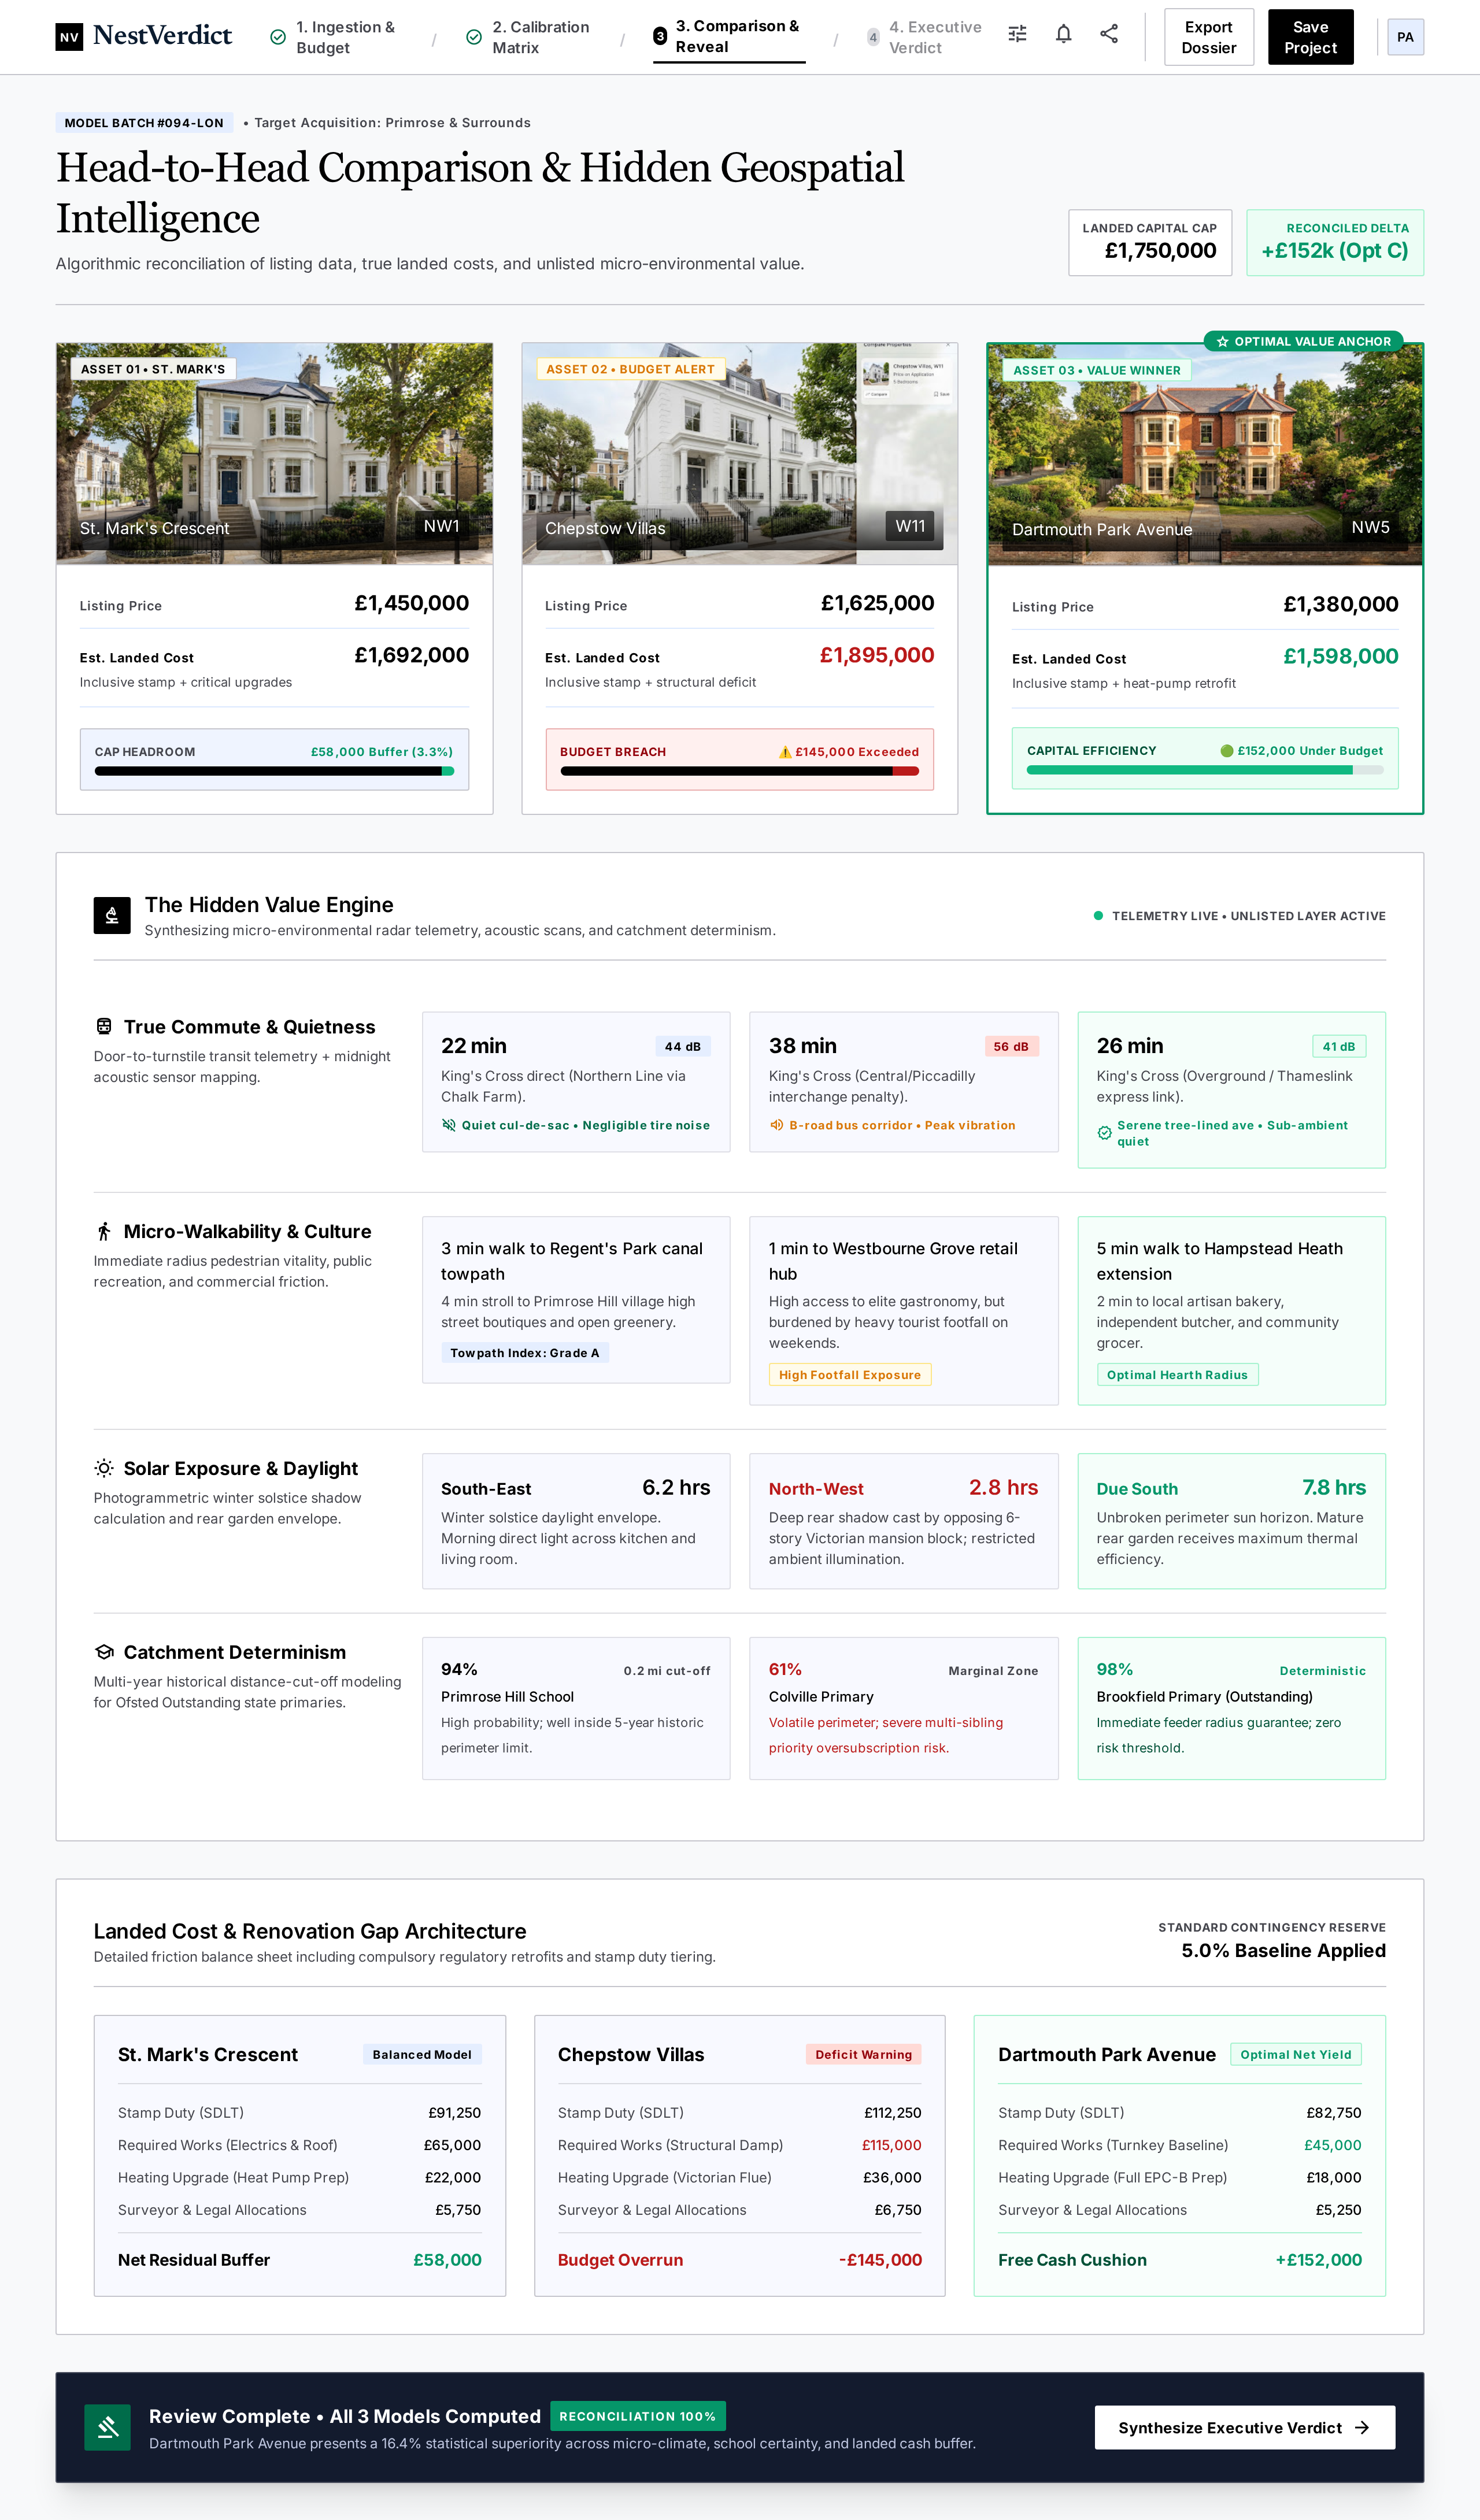 NV NestVerdict
1. Ingestion &
Budget
/
2. Calibration
Matrix
/
3 3. Comparison &
Reveal
/
4 4. Executive
Verdict
Export
Dossier
Save
Project
PA
MODEL BATCH #094-LON • Target Acquisition: Primrose & Surrounds
Head-to-Head Comparison & Hidden Geospatial
Intelligence
Algorithmic reconciliation of listing data, true landed costs, and unlisted micro-environmental value.
LANDED CAPITAL CAP
£1,750,000
RECONCILED DELTA
+£152k (Opt C)
ASSET 01 • ST. MARK'S
St. Mark's Crescent NW1
Listing Price £1,450,000
Est. Landed Cost £1,692,000
Inclusive stamp + critical upgrades
CAP HEADROOM £58,000 Buffer (3.3%)
ASSET 02 • BUDGET ALERT
Compare Properties
Chepstow Villas, W11
Price on Application
5 Bedrooms
Compare Save
Chepstow Villas W11
Listing Price £1,625,000
Est. Landed Cost £1,895,000
Inclusive stamp + structural deficit
BUDGET BREACH ⚠️ £145,000 Exceeded
OPTIMAL VALUE ANCHOR
ASSET 03 • VALUE WINNER
Dartmouth Park Avenue NW5
Listing Price £1,380,000
Est. Landed Cost £1,598,000
Inclusive stamp + heat-pump retrofit
CAPITAL EFFICIENCY 🟢 £152,000 Under Budget
The Hidden Value Engine
Synthesizing micro-environmental radar telemetry, acoustic scans, and catchment determinism.
TELEMETRY LIVE • UNLISTED LAYER ACTIVE
True Commute & Quietness
Door-to-turnstile transit telemetry + midnight
acoustic sensor mapping.
22 min 44 dB
King's Cross direct (Northern Line via
Chalk Farm).
Quiet cul-de-sac • Negligible tire noise
38 min 56 dB
King's Cross (Central/Piccadilly
interchange penalty).
B-road bus corridor • Peak vibration
26 min 41 dB
King's Cross (Overground / Thameslink
express link).
Serene tree-lined ave • Sub-ambient
quiet
Micro-Walkability & Culture
Immediate radius pedestrian vitality, public
recreation, and commercial friction.
3 min walk to Regent's Park canal
towpath
4 min stroll to Primrose Hill village high
street boutiques and open greenery.
Towpath Index: Grade A
1 min to Westbourne Grove retail
hub
High access to elite gastronomy, but
burdened by heavy tourist footfall on
weekends.
High Footfall Exposure
5 min walk to Hampstead Heath
extension
2 min to local artisan bakery,
independent butcher, and community
grocer.
Optimal Hearth Radius
Solar Exposure & Daylight
Photogrammetric winter solstice shadow
calculation and rear garden envelope.
South-East 6.2 hrs
Winter solstice daylight envelope.
Morning direct light across kitchen and
living room.
North-West 2.8 hrs
Deep rear shadow cast by opposing 6-
story Victorian mansion block; restricted
ambient illumination.
Due South 7.8 hrs
Unbroken perimeter sun horizon. Mature
rear garden receives maximum thermal
efficiency.
Catchment Determinism
Multi-year historical distance-cut-off modeling
for Ofsted Outstanding state primaries.
94% 0.2 mi cut-off
Primrose Hill School
High probability; well inside 5-year historic
perimeter limit.
61% Marginal Zone
Colville Primary
Volatile perimeter; severe multi-sibling
priority oversubscription risk.
98% Deterministic
Brookfield Primary (Outstanding)
Immediate feeder radius guarantee; zero
risk threshold.
Landed Cost & Renovation Gap Architecture
Detailed friction balance sheet including compulsory regulatory retrofits and stamp duty tiering.
STANDARD CONTINGENCY RESERVE
5.0% Baseline Applied
St. Mark's Crescent Balanced Model
Stamp Duty (SDLT) £91,250
Required Works (Electrics & Roof) £65,000
Heating Upgrade (Heat Pump Prep) £22,000
Surveyor & Legal Allocations £5,750
Net Residual Buffer £58,000
Chepstow Villas Deficit Warning
Stamp Duty (SDLT) £112,250
Required Works (Structural Damp) £115,000
Heating Upgrade (Victorian Flue) £36,000
Surveyor & Legal Allocations £6,750
Budget Overrun -£145,000
Dartmouth Park Avenue Optimal Net Yield
Stamp Duty (SDLT) £82,750
Required Works (Turnkey Baseline) £45,000
Heating Upgrade (Full EPC-B Prep) £18,000
Surveyor & Legal Allocations £5,250
Free Cash Cushion +£152,000
Review Complete • All 3 Models Computed RECONCILIATION 100%
Dartmouth Park Avenue presents a 16.4% statistical superiority across micro-climate, school certainty, and landed cash buffer.
Synthesize Executive Verdict